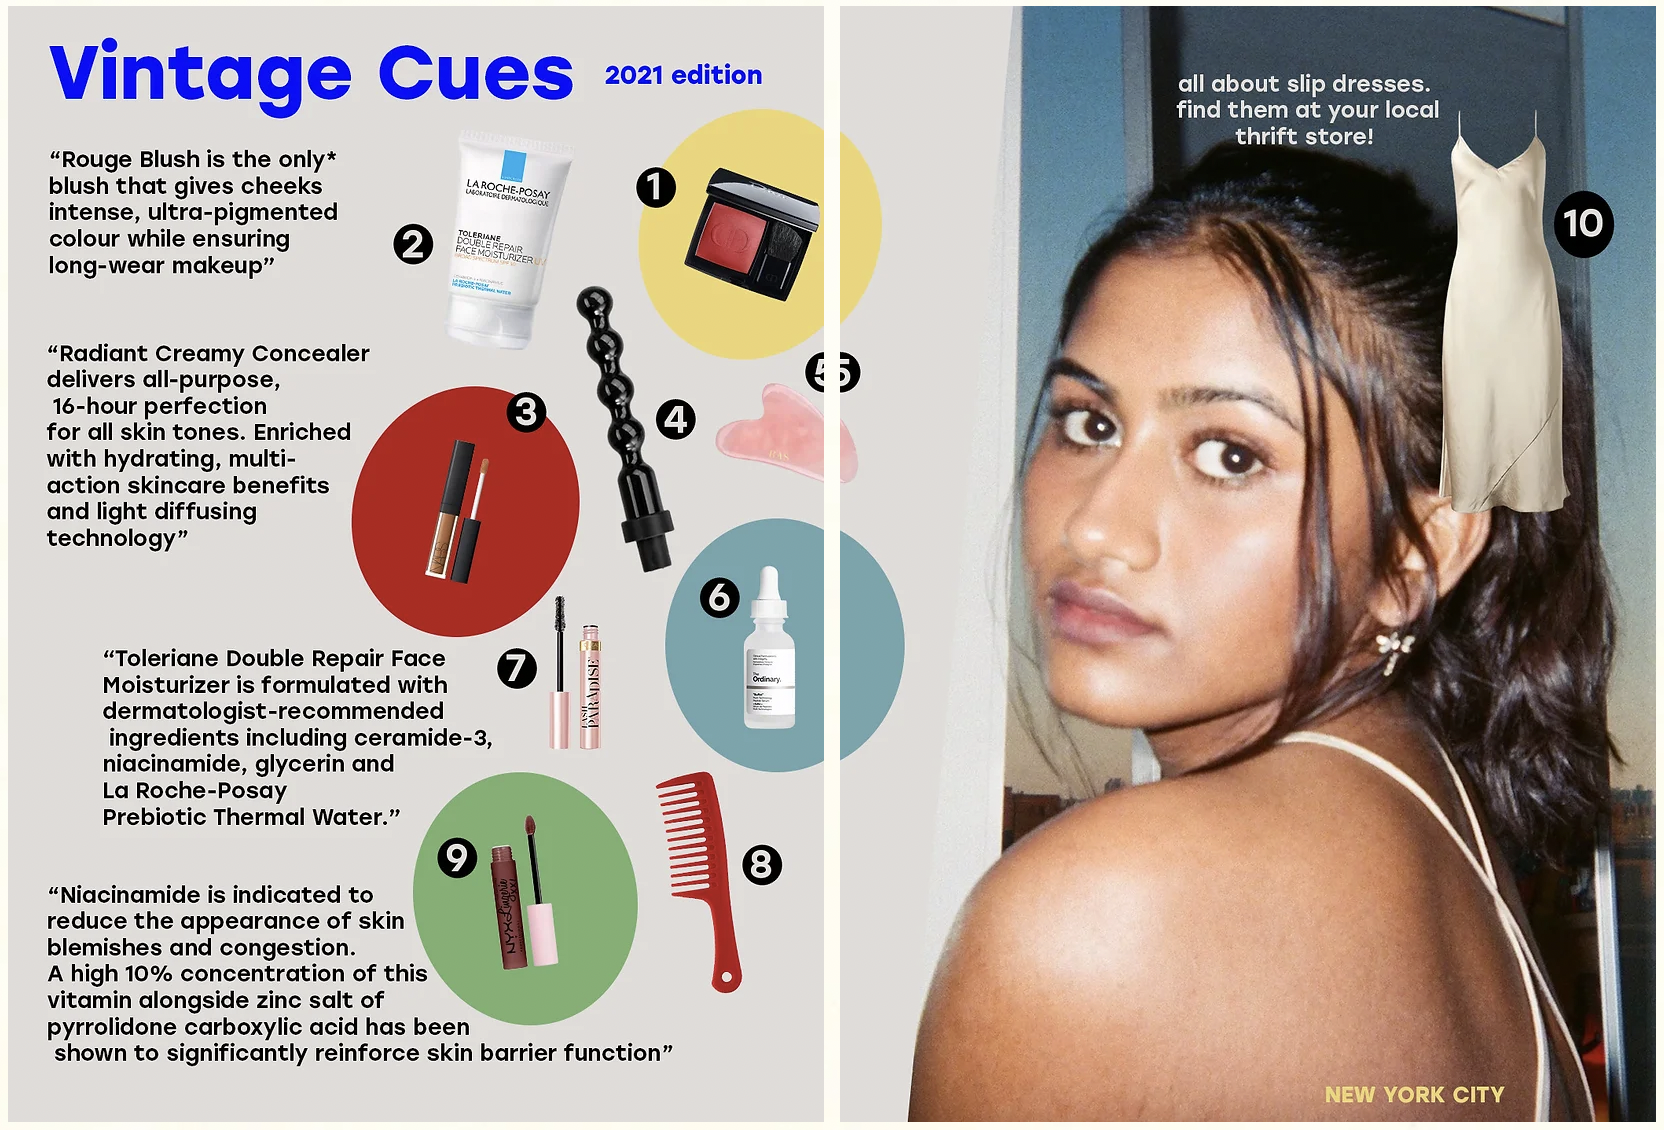 Vintage Cues
2021 edition
“Rouge Blush is the only*
blush that gives cheeks
intense, ultra-pigmented
colour while ensuring
long-wear makeup”
1
LA ROCHE-POSAY
LABORATOIRE DERMATOLOGIQUE
TOLERIANE
DOUBLE REPAIR
FACE MOISTURIZER UV
2
“Radiant Creamy Concealer
delivers all-purpose,
16-hour perfection
for all skin tones. Enriched
with hydrating, multi-
action skincare benefits
and light diffusing
technology”
3
NARS
4
5
5
6
The
Ordinary.
“Toleriane Double Repair Face
Moisturizer is formulated with
dermatologist-recommended
ingredients including ceramide-3,
niacinamide, glycerin and
La Roche-Posay
Prebiotic Thermal Water.”
7
LASH
PARADISE
8
9
NYX Lingerie XXL
“Niacinamide is indicated to
reduce the appearance of skin
blemishes and congestion.
A high 10% concentration of this
vitamin alongside zinc salt of
pyrrolidone carboxylic acid has been
shown to significantly reinforce skin barrier function”
all about slip dresses.
find them at your local
thrift store!
10
NEW YORK CITY